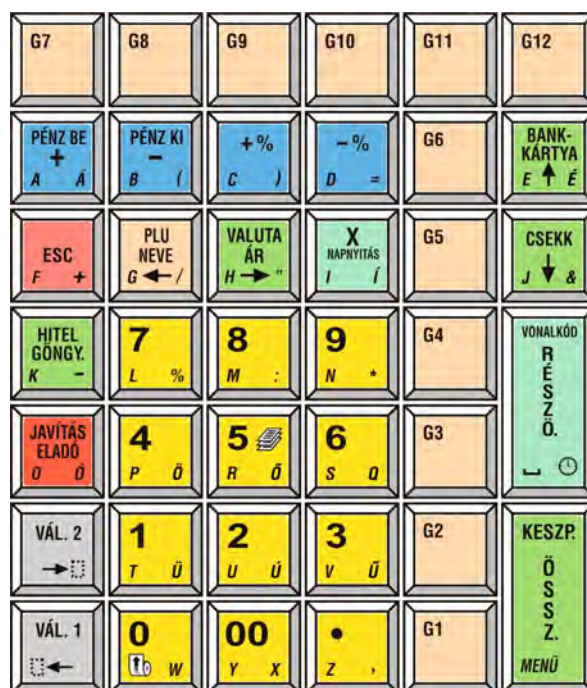 G7 G8 G9 G10 G11 G12
PÉNZ BE PÉNZ KI +% -% G6 BANK-
+ - KÁRTYA
A Á B ( C ) D = E ↑ É
ESC PLU VALUTA X G5 CSEKK
NEVE ÁR NAPNYITÁS
F + G ← / H → " I Í J ↓ &
HITEL 7 8 9 G4 VONALKÓD
GÖNGY. R
K - L % M : N * É
S
Z
JAVÍTÁS 4 5 6 G3 Ö.
ELADÓ
O Ó P Ö R Ő S Q
VÁL. 2 1 2 3 G2 KESZP.
→ T Ü U Ú V Ű Ö
S
S
VÁL. 1 0 00 • G1 Z.
← W Y X Z , MENÜ